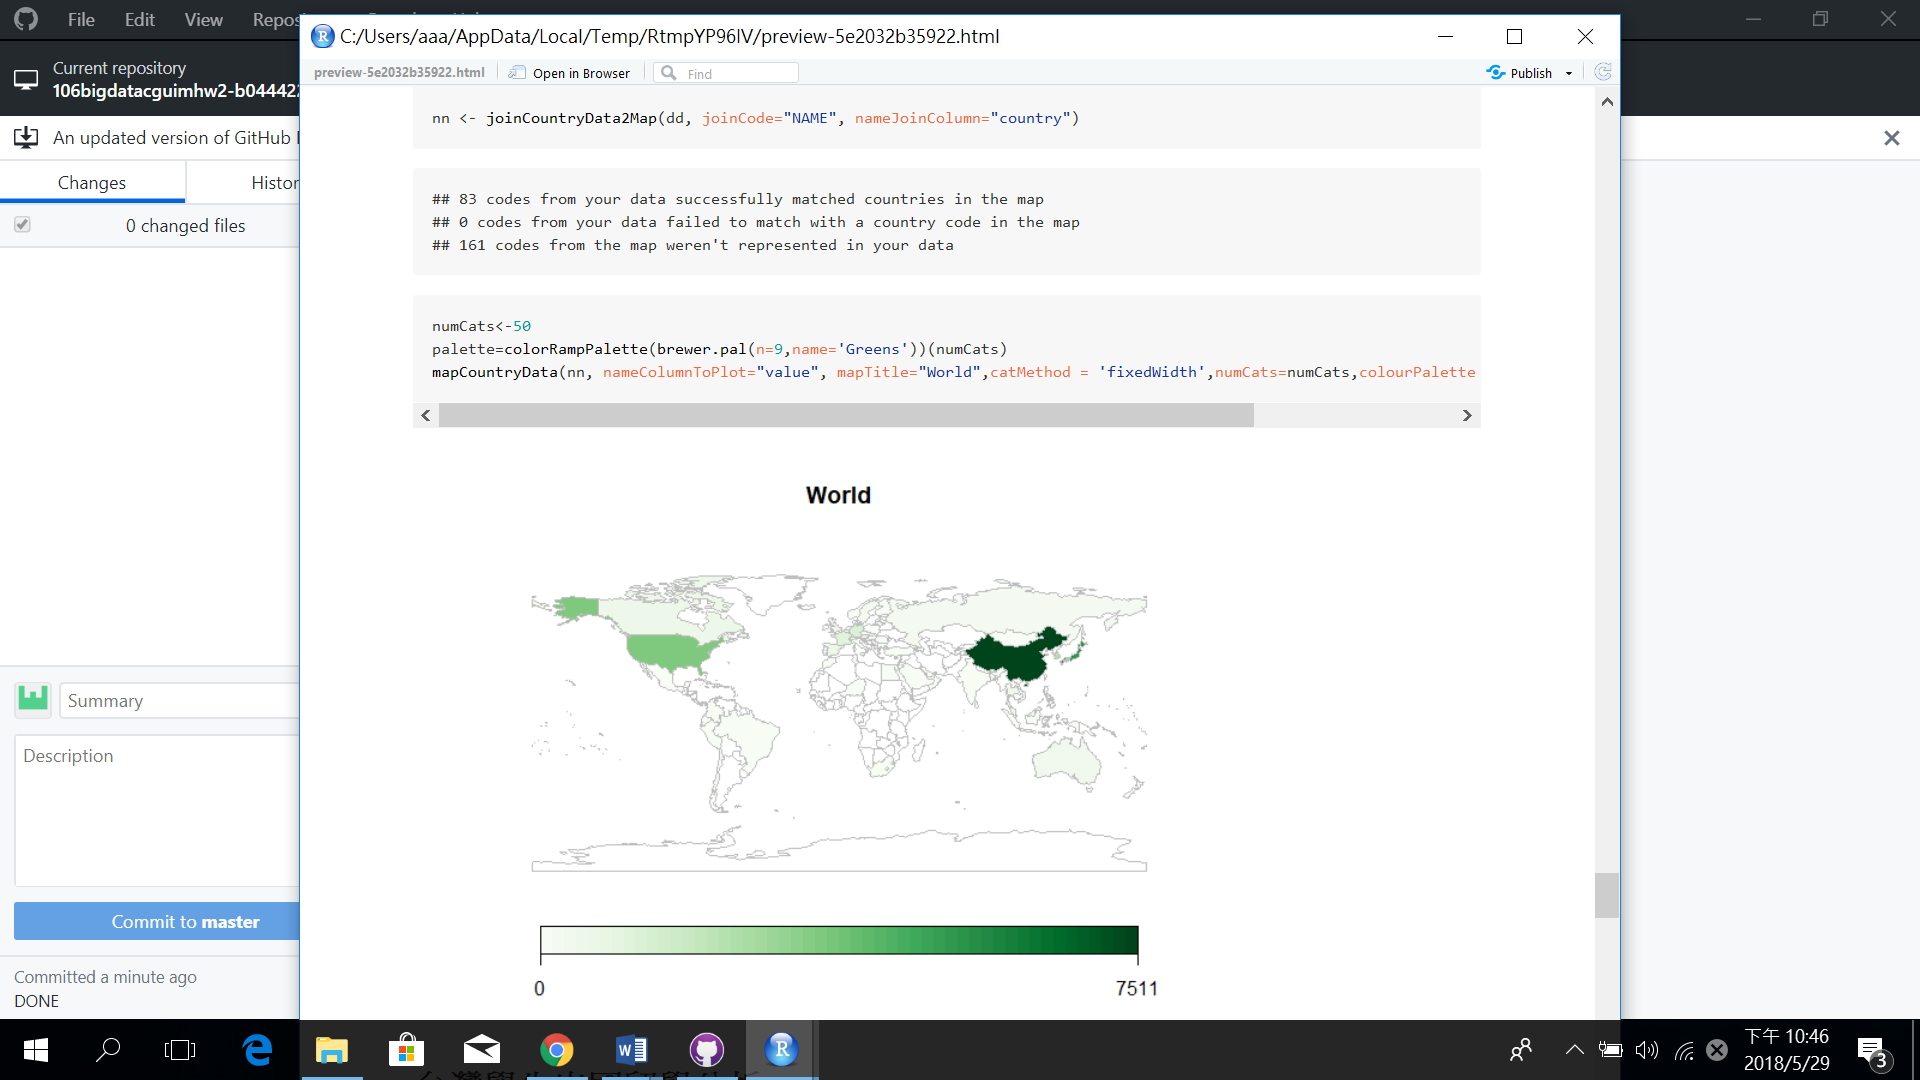 File Edit View Repos
C:/Users/aaa/AppData/Local/Temp/RtmpYP96lV/preview-5e2032b35922.html
Current repository
106bigdatacguimhw2-b04442
preview-5e2032b35922.html Open in Browser Find Publish
An updated version of GitHub
Changes Histor
0 changed files
nn <- joinCountryData2Map(dd, joinCode="NAME", nameJoinColumn="country")
## 83 codes from your data successfully matched countries in the map
## 0 codes from your data failed to match with a country code in the map
## 161 codes from the map weren't represented in your data
numCats<-50
palette=colorRampPalette(brewer.pal(n=9,name='Greens'))(numCats)
mapCountryData(nn, nameColumnToPlot="value", mapTitle="World",catMethod = 'fixedWidth',numCats=numCats,colourPalette
World
0 7511
Summary
Description
Commit to master
Committed a minute ago
DONE
下午 10:46
2018/5/29
3